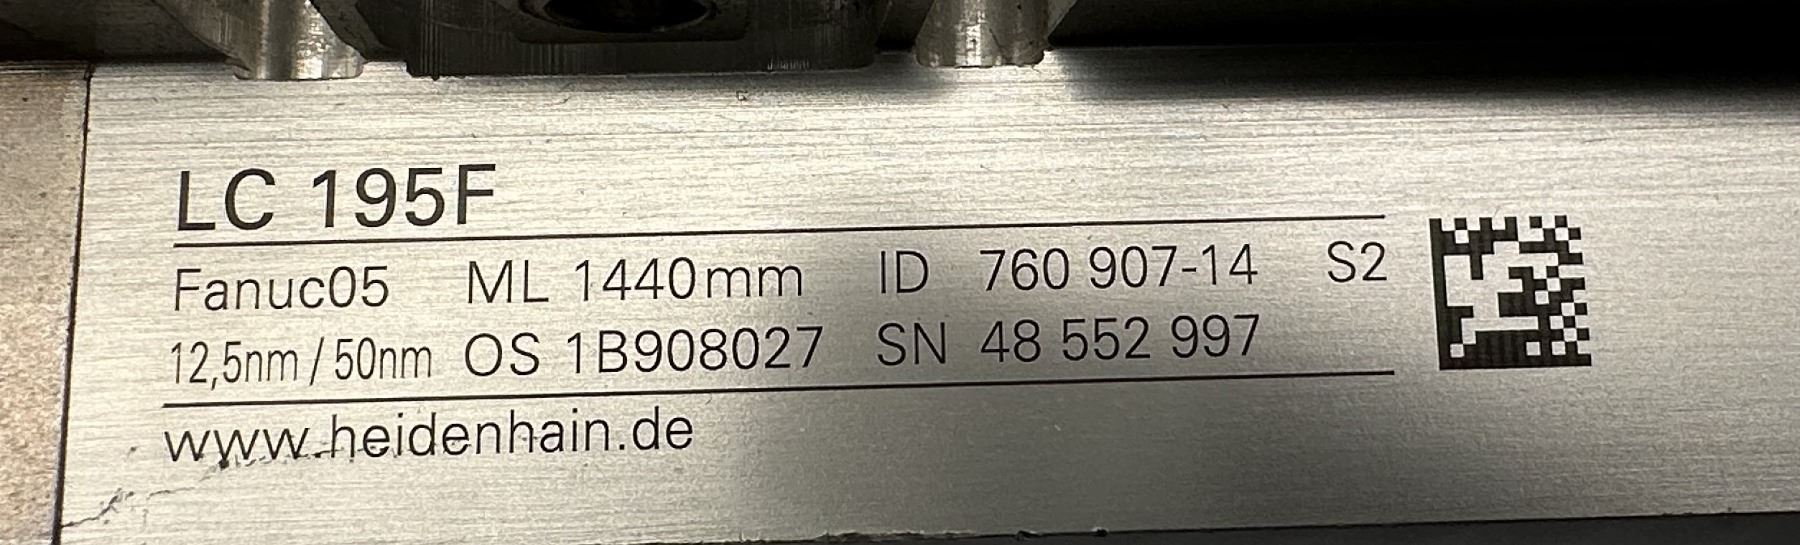 LC 195F
Fanuc05 ML 1440mm ID 760 907-14 S2
12,5nm / 50nm OS 1B908027 SN 48 552 997
www.heidenhain.de